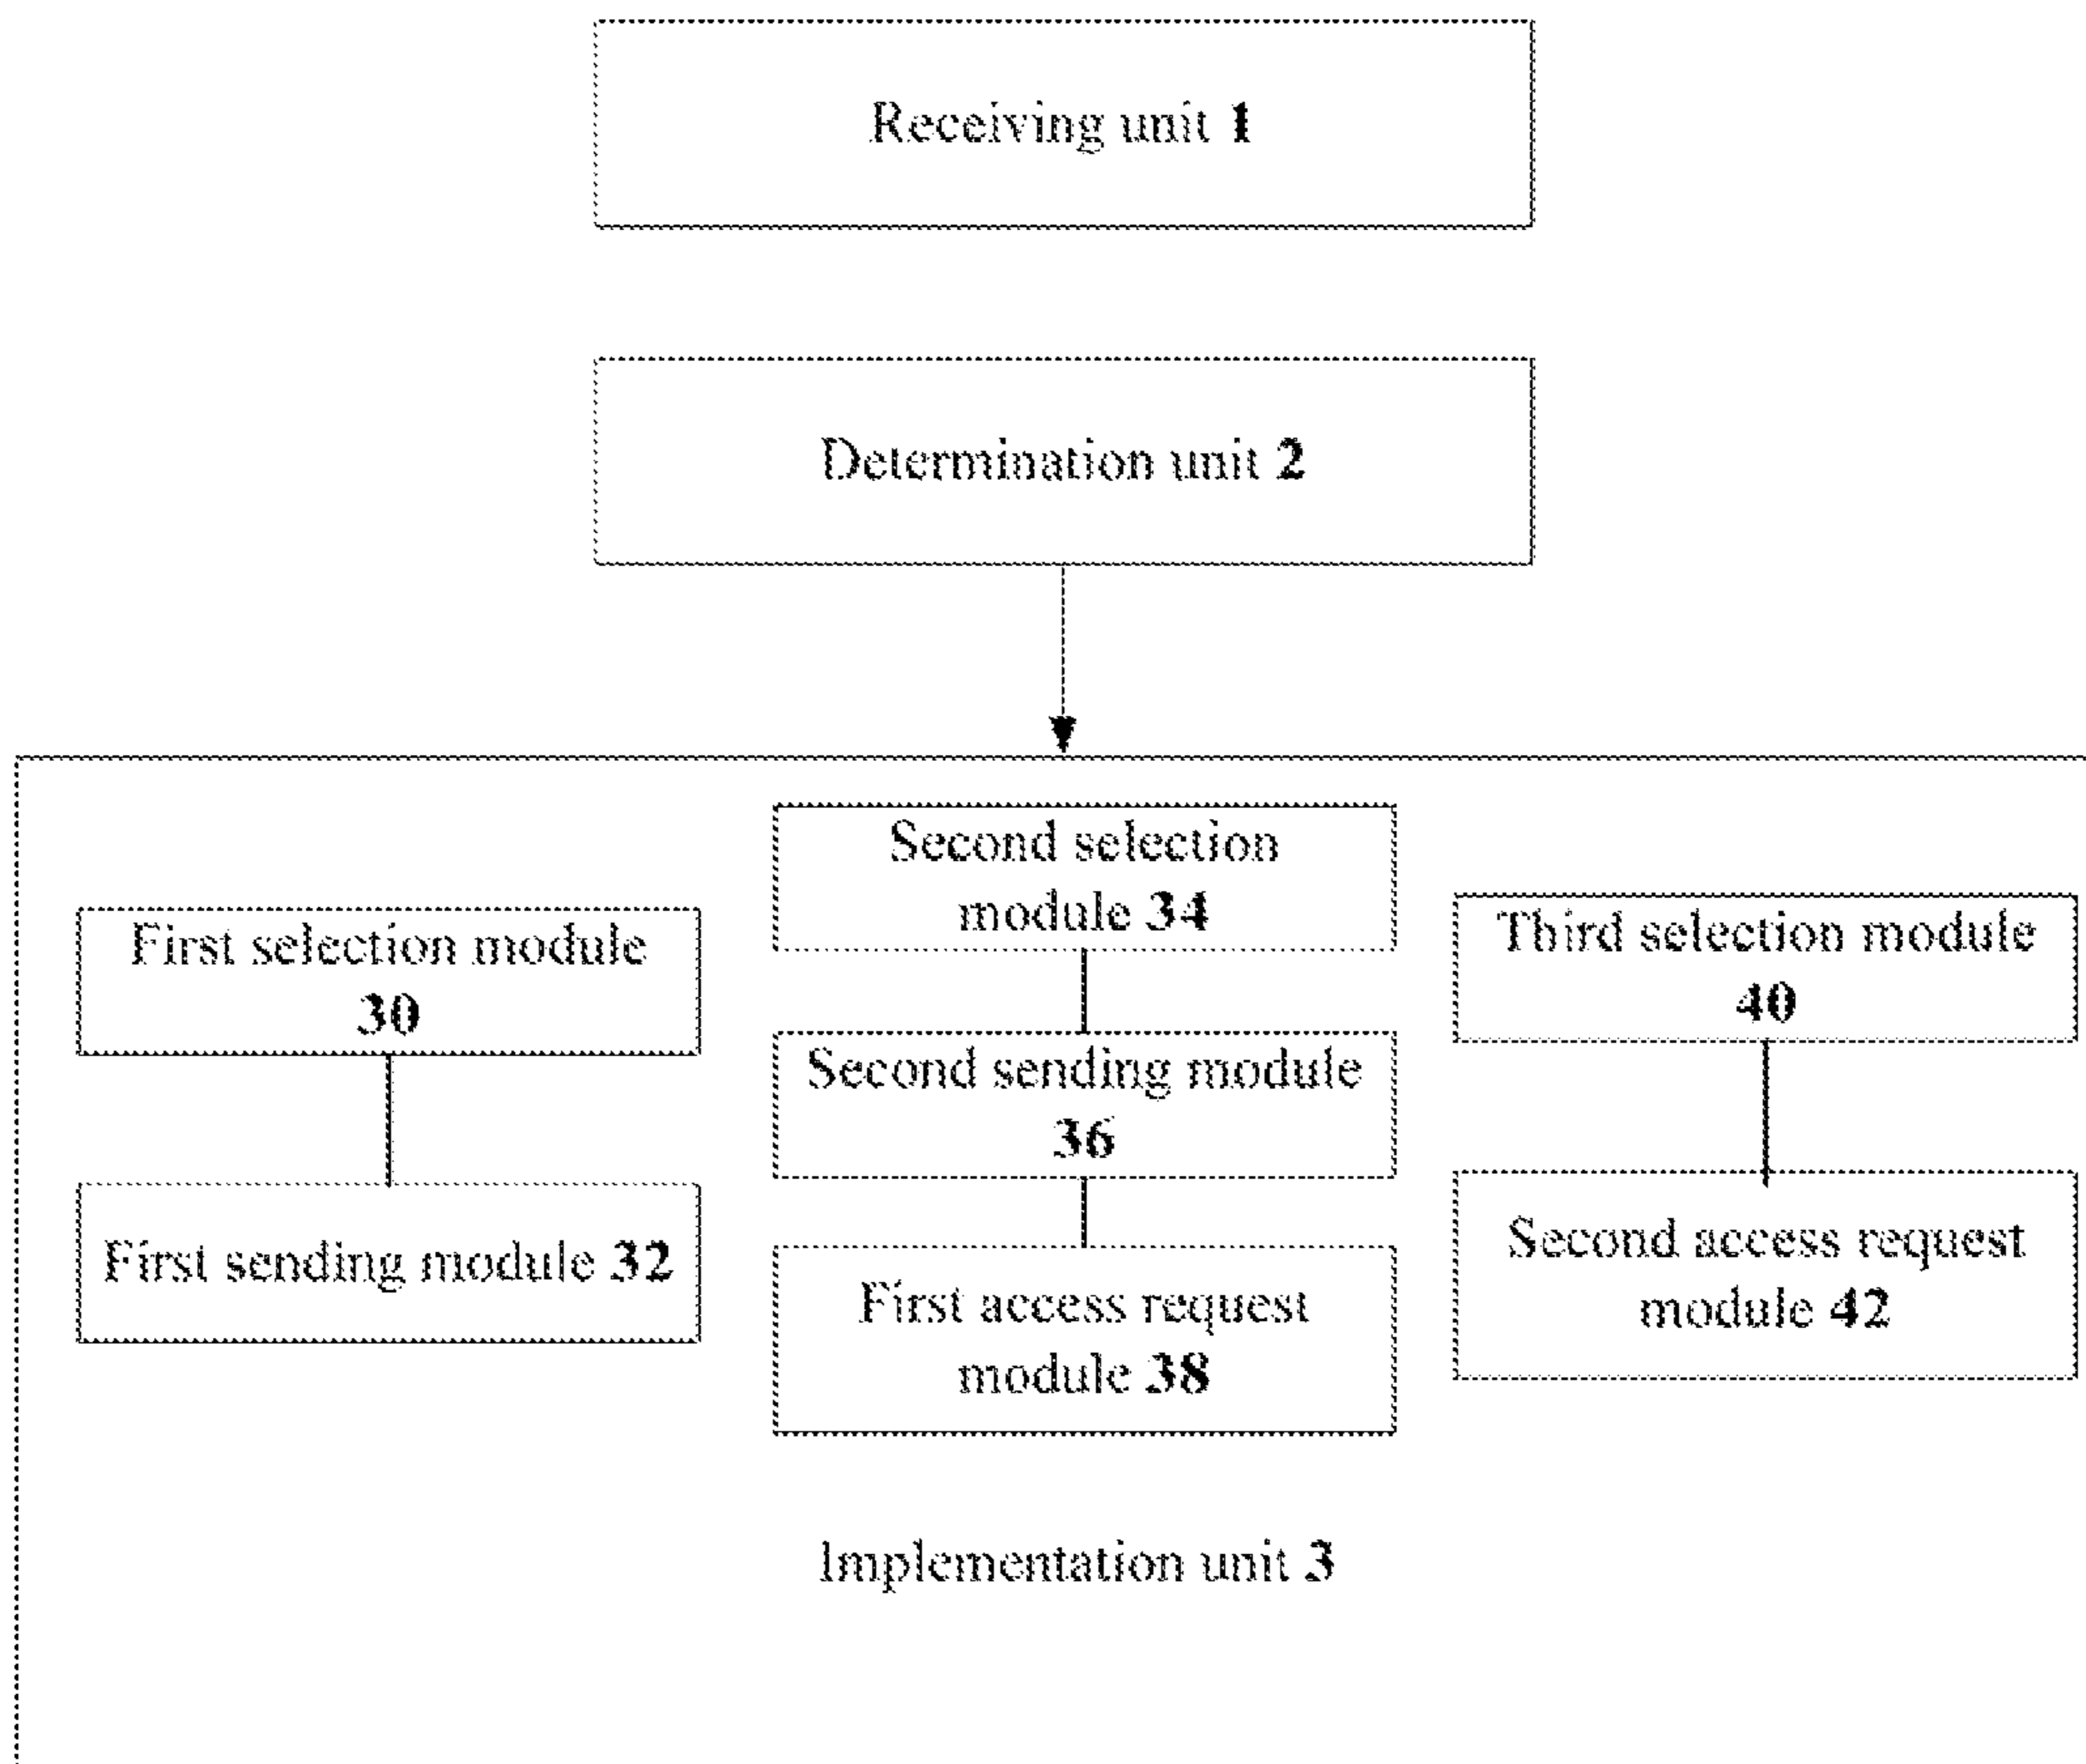 Receiving unit 1
Determination unit 2
First selection module
30
First sending module 32
Second selection
module 34
Second sending module
36
First access request
module 38
Third selection module
40
Second access request
module 42
Implementation unit 3